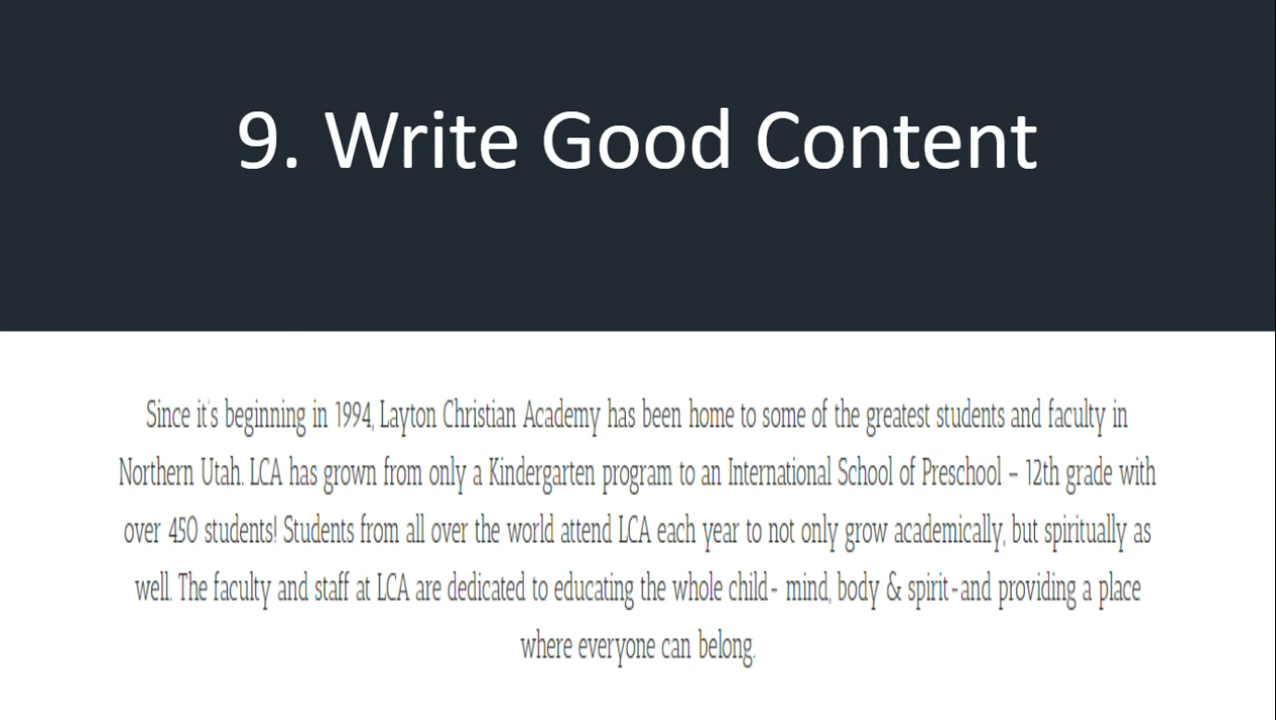 9. Write Good Content
Since it's beginning in 1994, Layton Christian Academy has been home to some of the greatest students and faculty in
Northern Utah. LCA has grown from only a Kindergarten program to an International School of Preschool – 12th grade with
over 450 students! Students from all over the world attend LCA each year to not only grow academically, but spiritually as
well. The faculty and staff at LCA are dedicated to educating the whole child- mind, body & spirit-and providing a place
where everyone can belong.